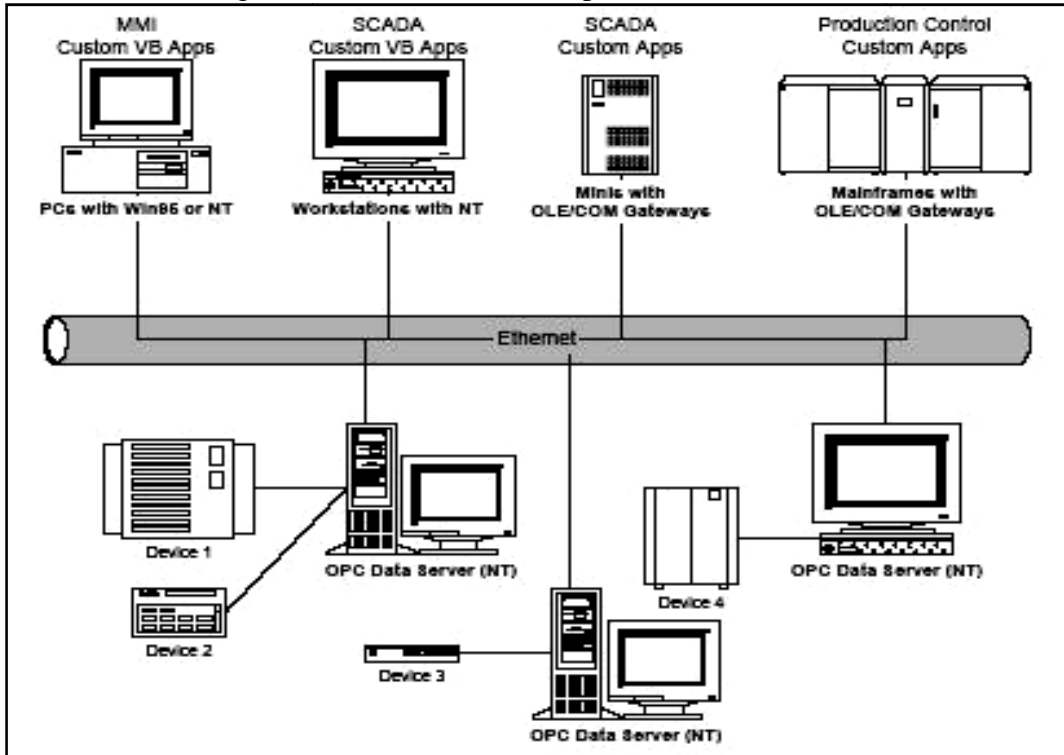 MMI
Custom VB Apps
SCADA
Custom VB Apps
SCADA
Custom Apps
Production Control
Custom Apps
PCs with Win95 or NT
Workstations with NT
Minis with
OLE/COM Gateways
Mainframes with
OLE/COM Gateways
Ethernet
Device 1
OPC Data Server (NT)
Device 2
Device 3
OPC Data Server (NT)
Device 4
OPC Data Server (NT)